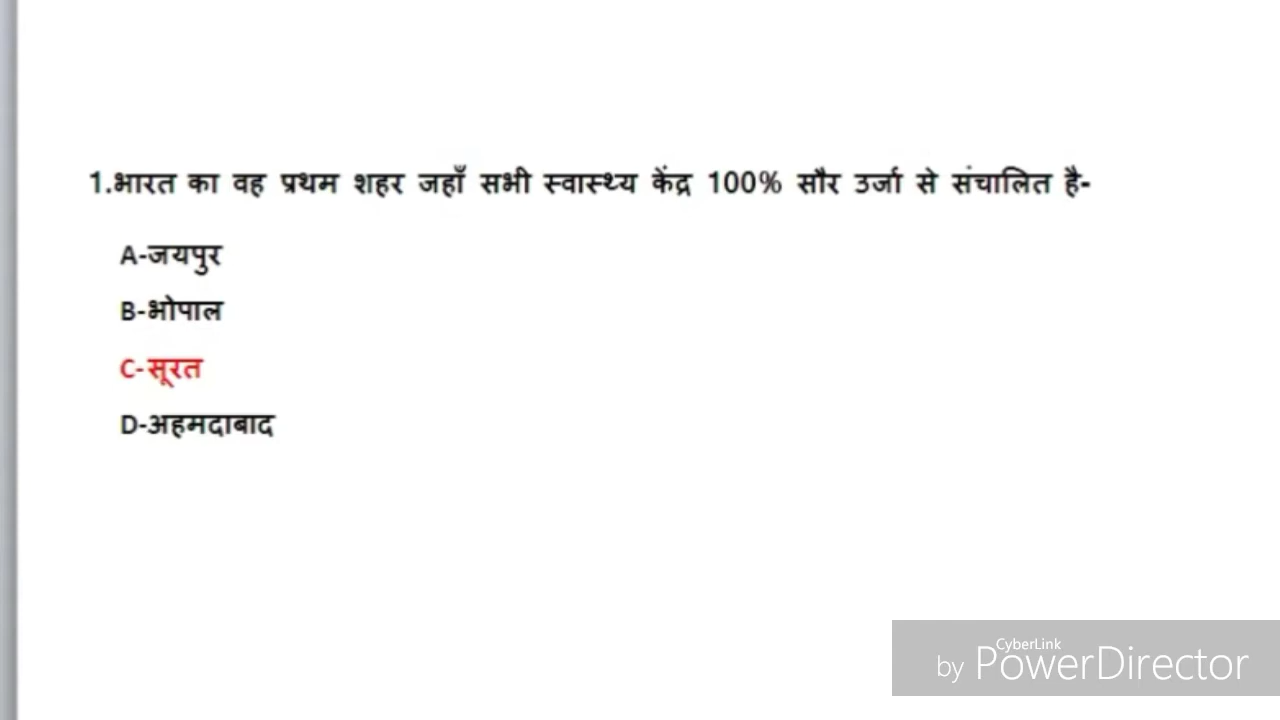 1.भारत का वह प्रथम शहर जहाँ सभी स्वास्थ्य केंद्र 100% सौर उर्जा से संचालित है-
A-जयपुर
B-भोपाल
C-सूरत
D-अहमदाबाद
CyberLink
by PowerDirector